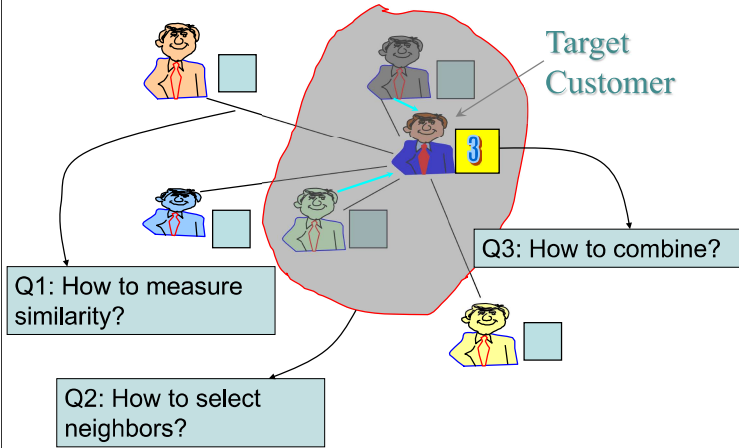 Target
Customer
3
Q3: How to combine?
Q1: How to measure
similarity?
Q2: How to select
neighbors?